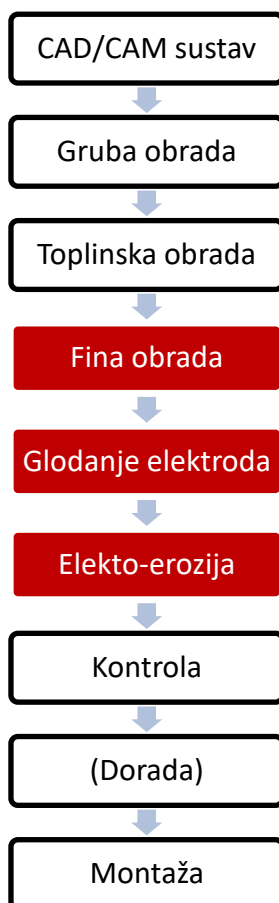 CAD/CAM sustav
Gruba obrada
Toplinska obrada
Fina obrada
Glodanje elektroda
Elekto-erozija
Kontrola
(Dorada)
Montaža